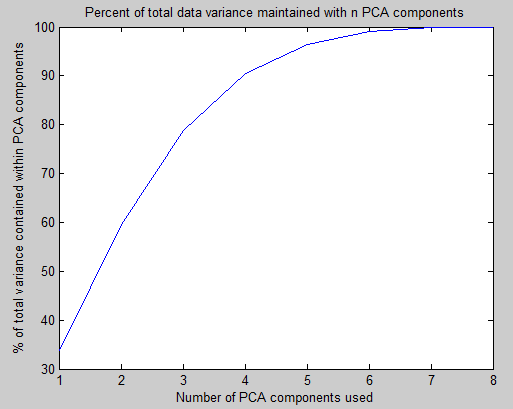 Percent of total data variance maintained with n PCA components
% of total variance contained within PCA components
100
90
80
70
60
50
40
30
1 2 3 4 5 6 7 8
Number of PCA components used